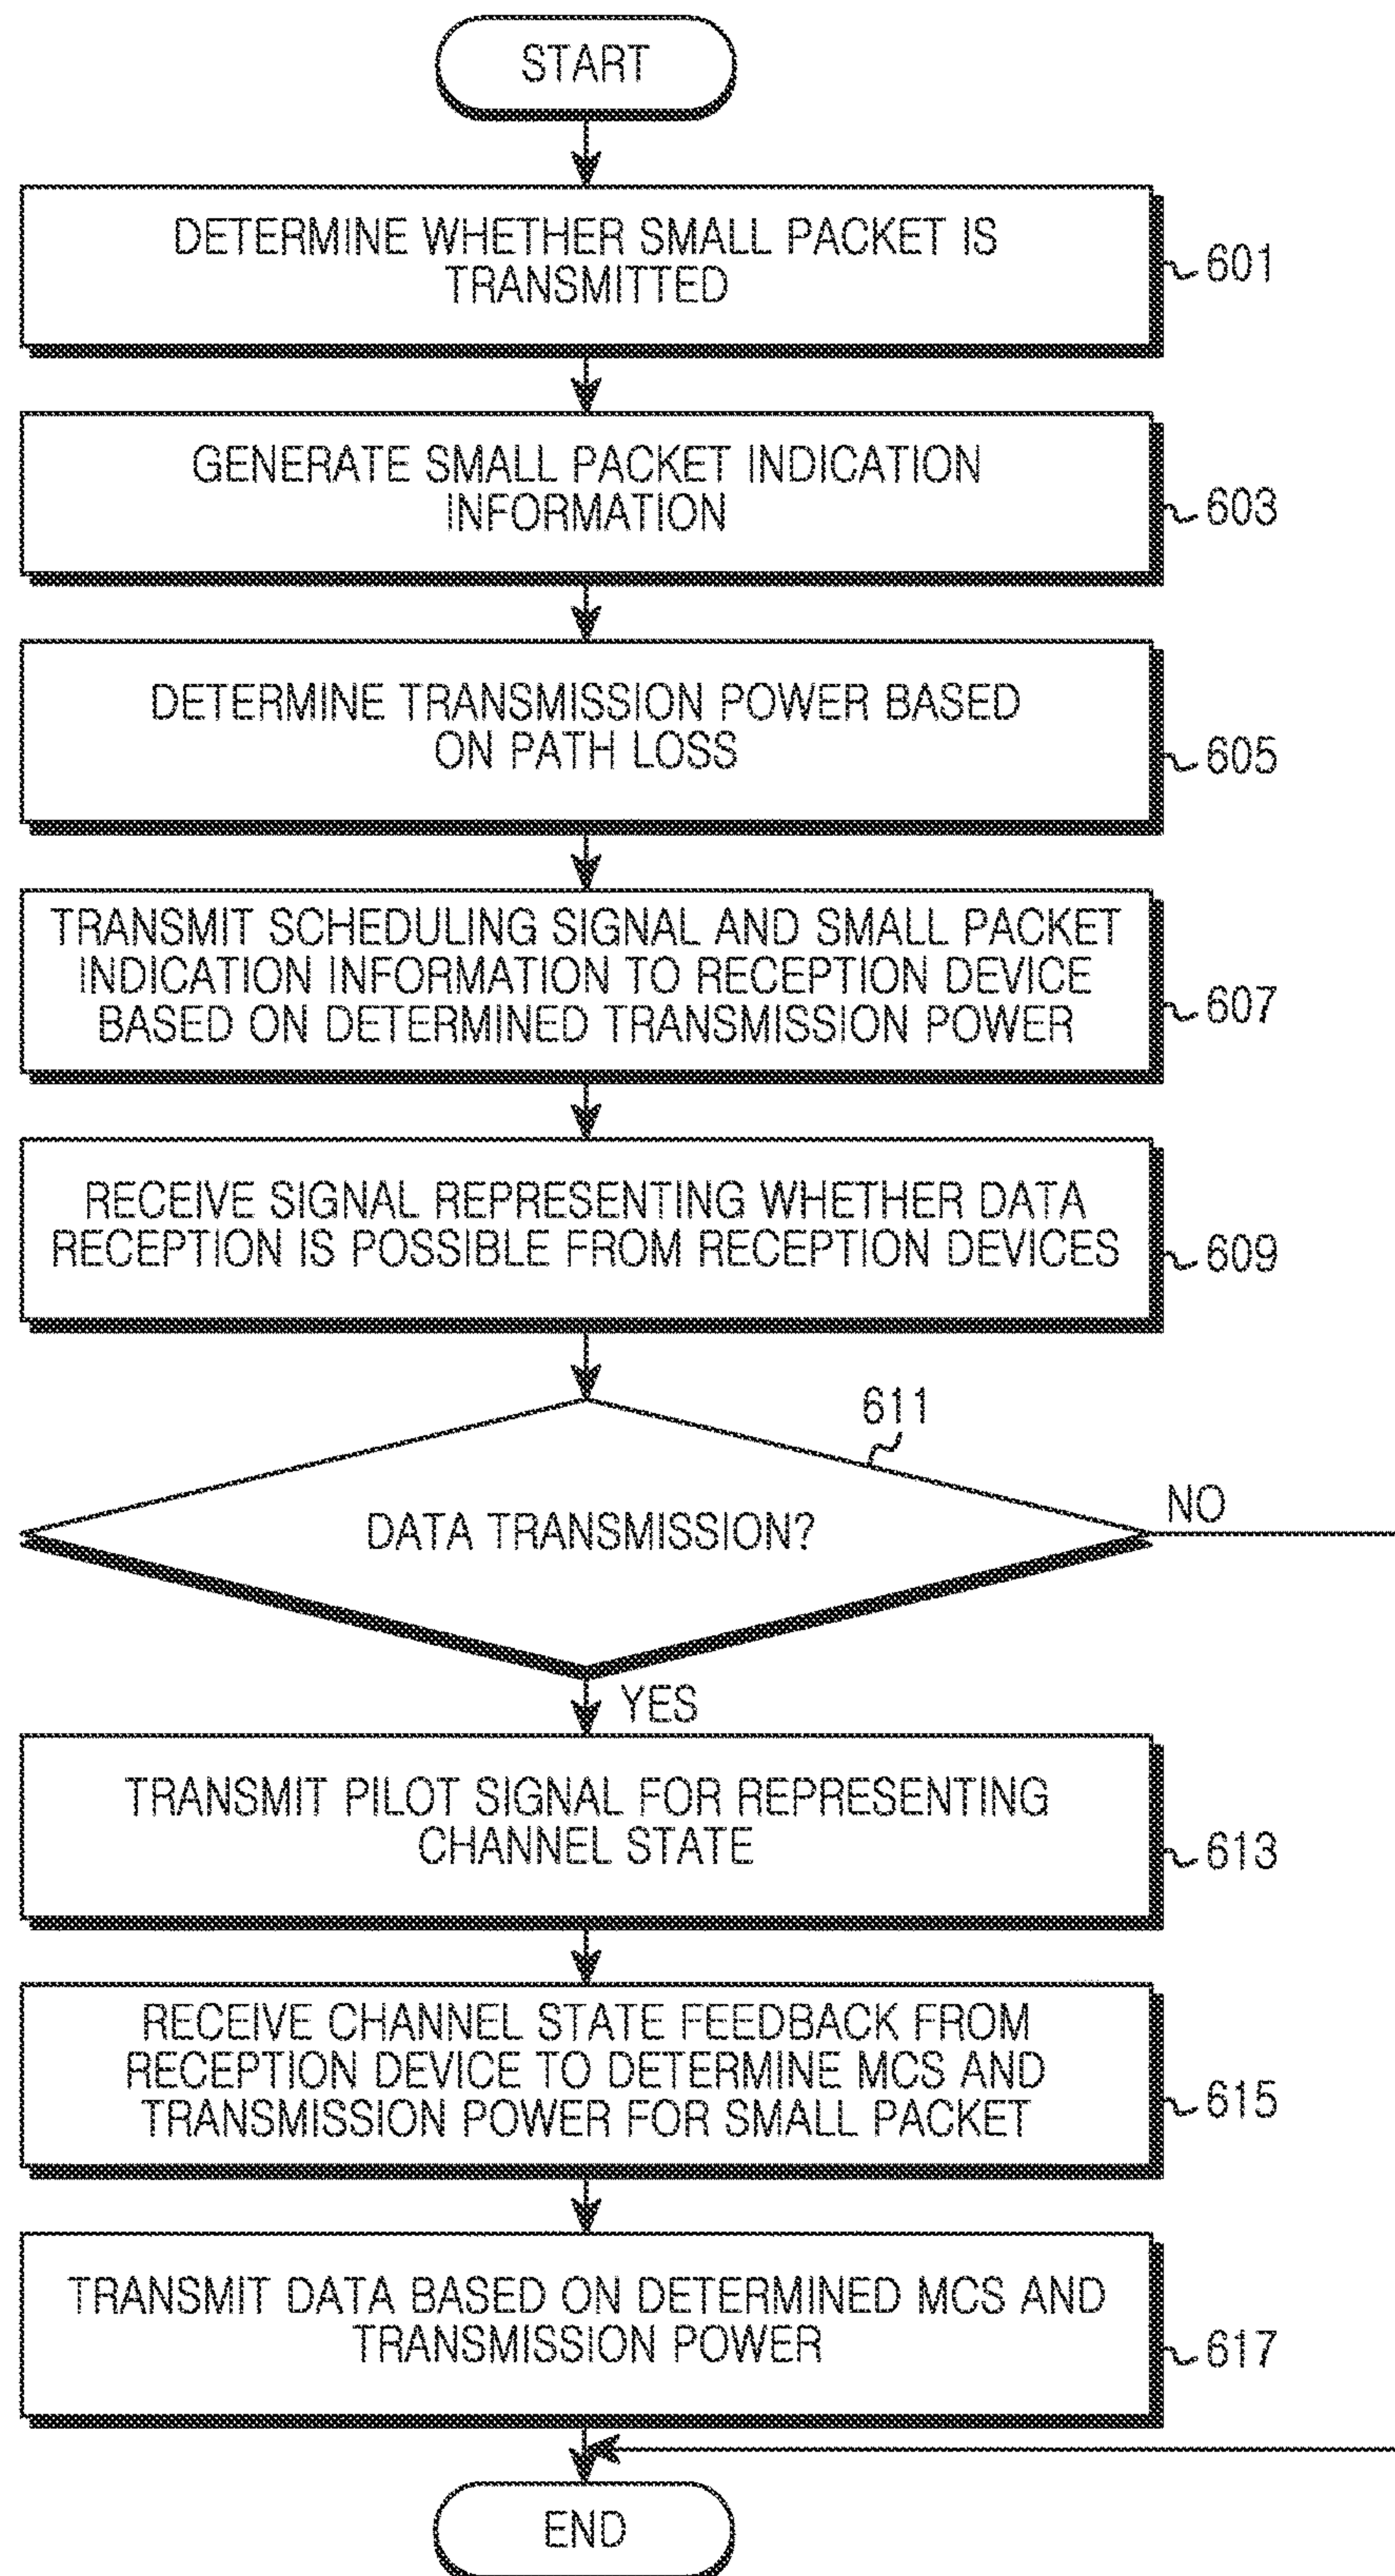 START
DETERMINE WHETHER SMALL PACKET IS
TRANSMITTED
601
GENERATE SMALL PACKET INDICATION
INFORMATION
603
DETERMINE TRANSMISSION POWER BASED
ON PATH LOSS
605
TRANSMIT SCHEDULING SIGNAL AND SMALL PACKET
INDICATION INFORMATION TO RECEPTION DEVICE
BASED ON DETERMINED TRANSMISSION POWER
607
RECEIVE SIGNAL REPRESENTING WHETHER DATA
RECEPTION IS POSSIBLE FROM RECEPTION DEVICES
609
611
DATA TRANSMISSION?
NO
YES
TRANSMIT PILOT SIGNAL FOR REPRESENTING
CHANNEL STATE
613
RECEIVE CHANNEL STATE FEEDBACK FROM
RECEPTION DEVICE TO DETERMINE MCS AND
TRANSMISSION POWER FOR SMALL PACKET
615
TRANSMIT DATA BASED ON DETERMINED MCS AND
TRANSMISSION POWER
617
END